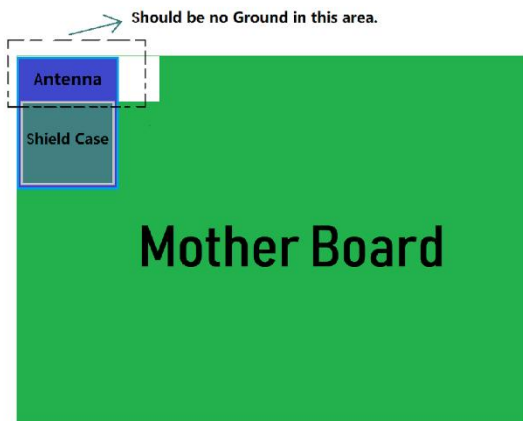 Should be no Ground in this area.
Antenna
Shield Case
Mother Board